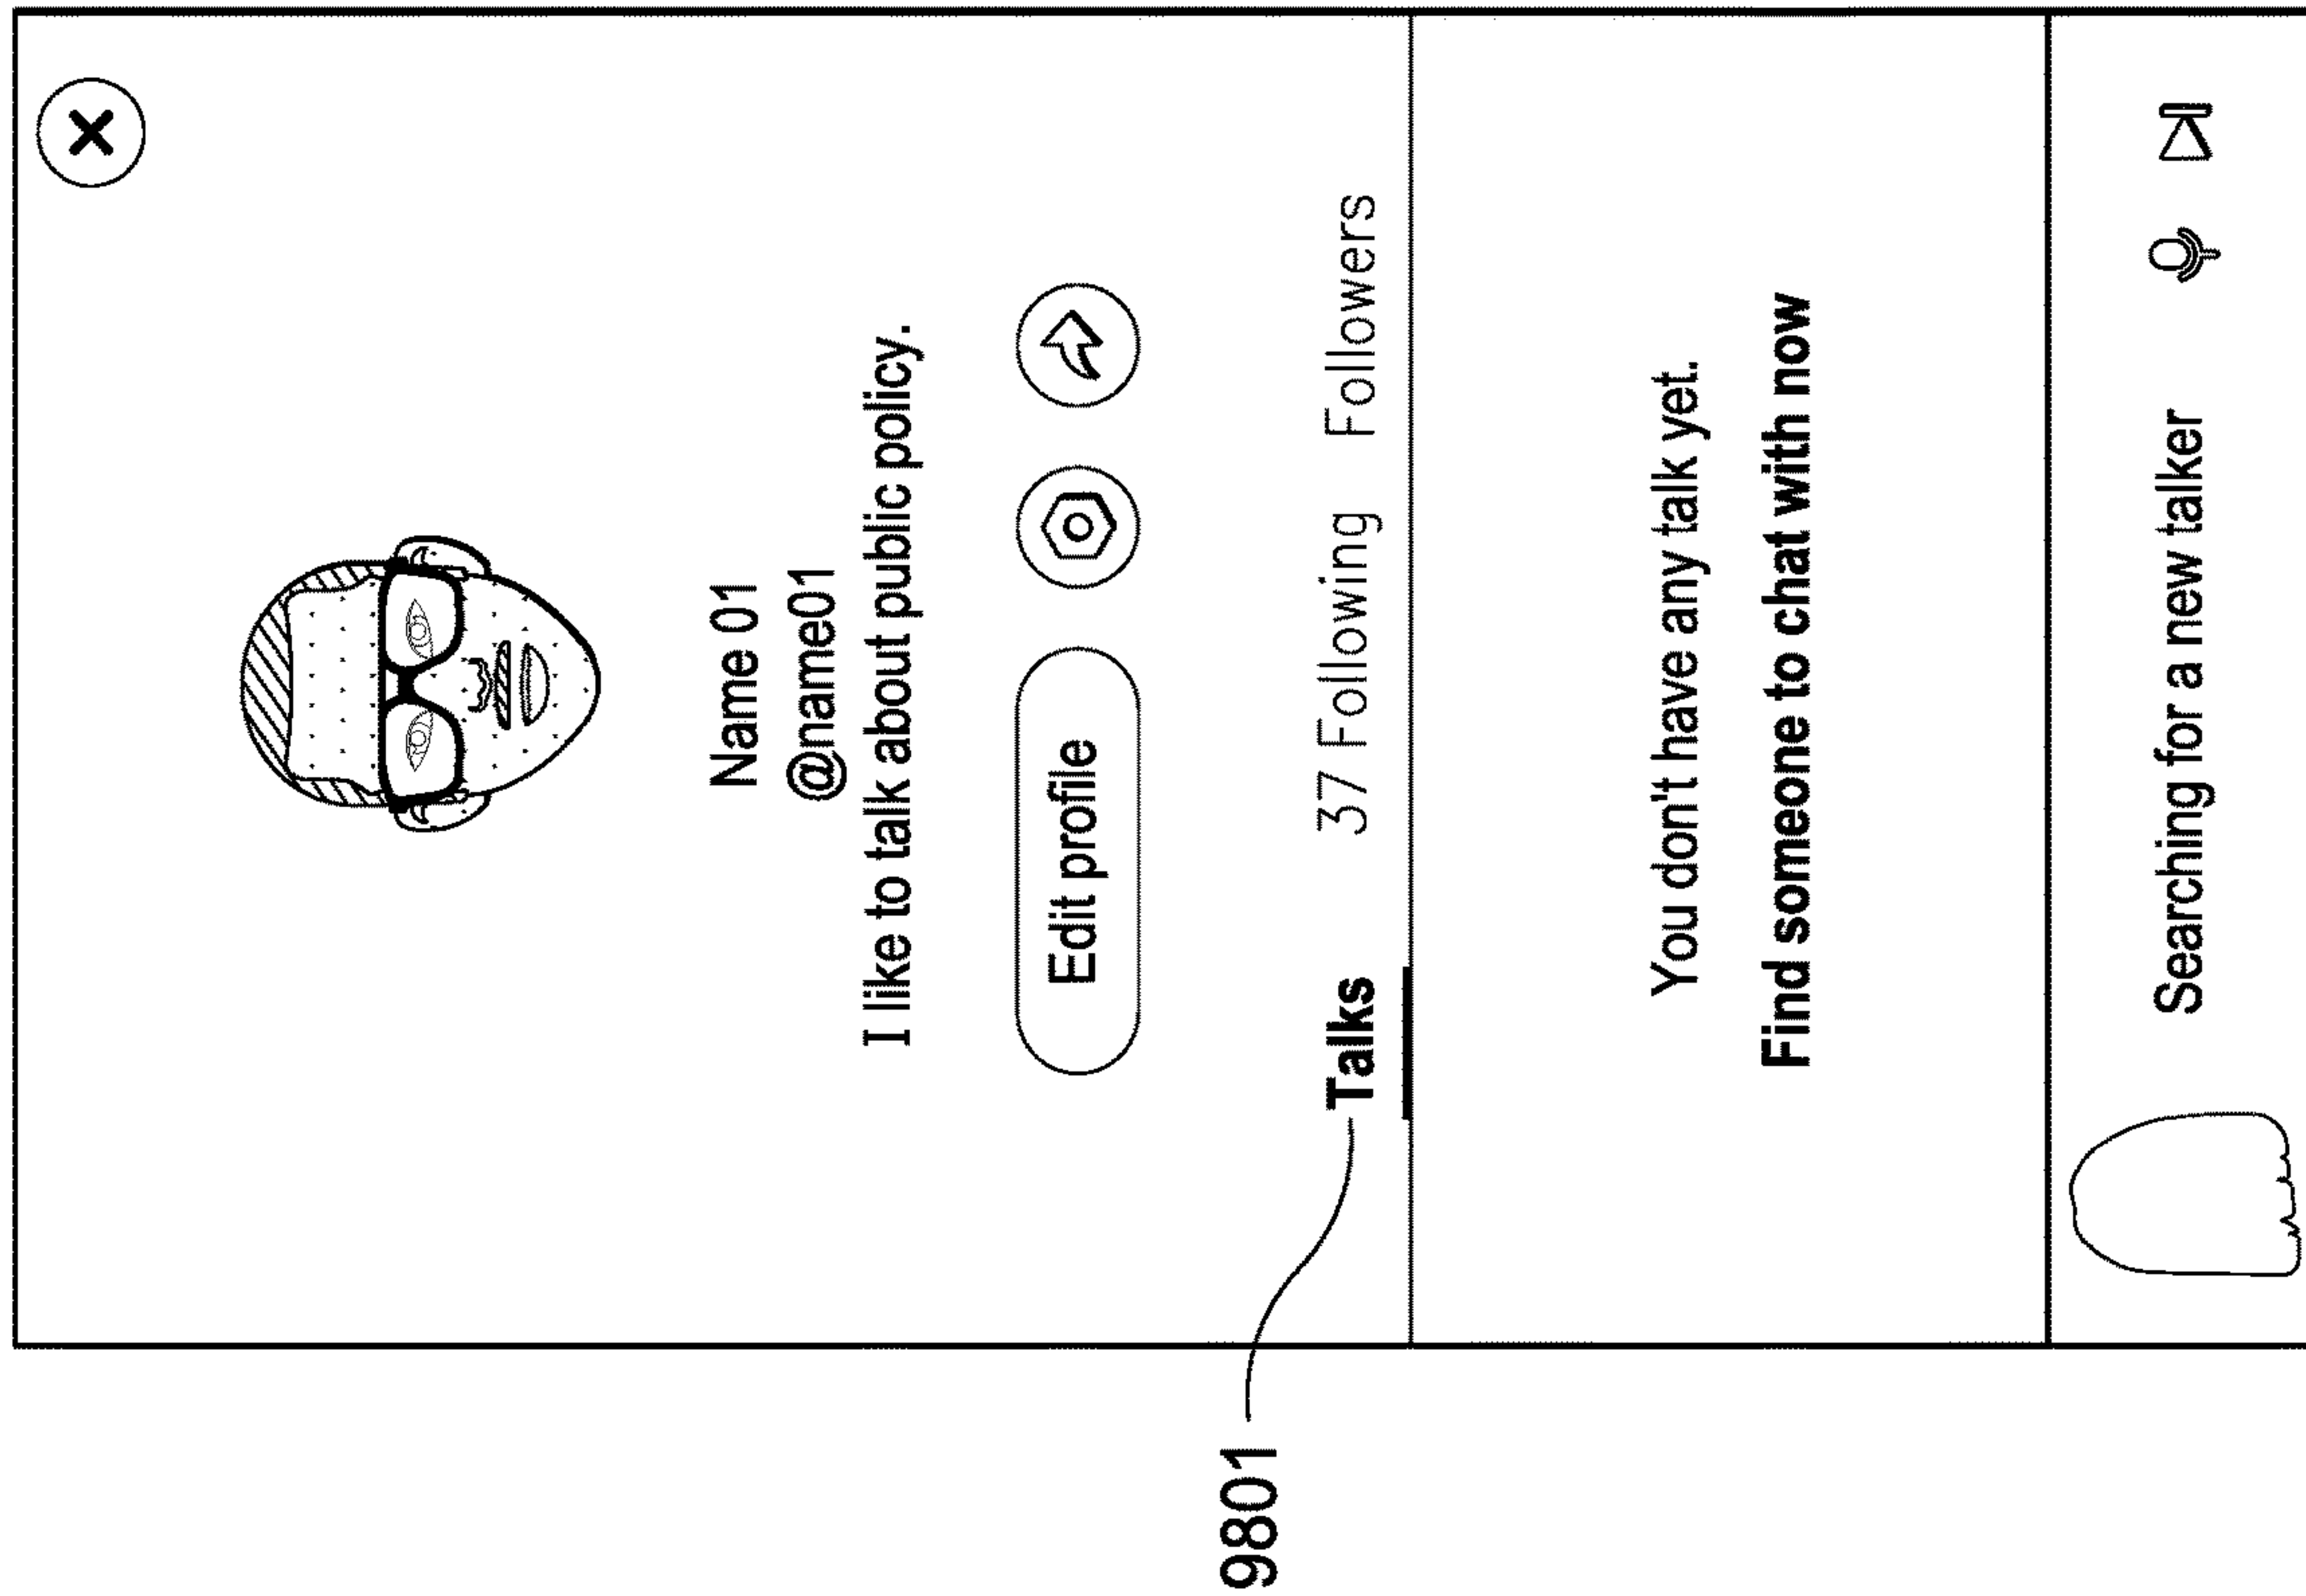 Name 01
@name01
I like to talk about public policy.
Edit profile
Talks 37 Following Followers
9801
You don't have any talk yet.
Find someone to chat with now
Searching for a new talker